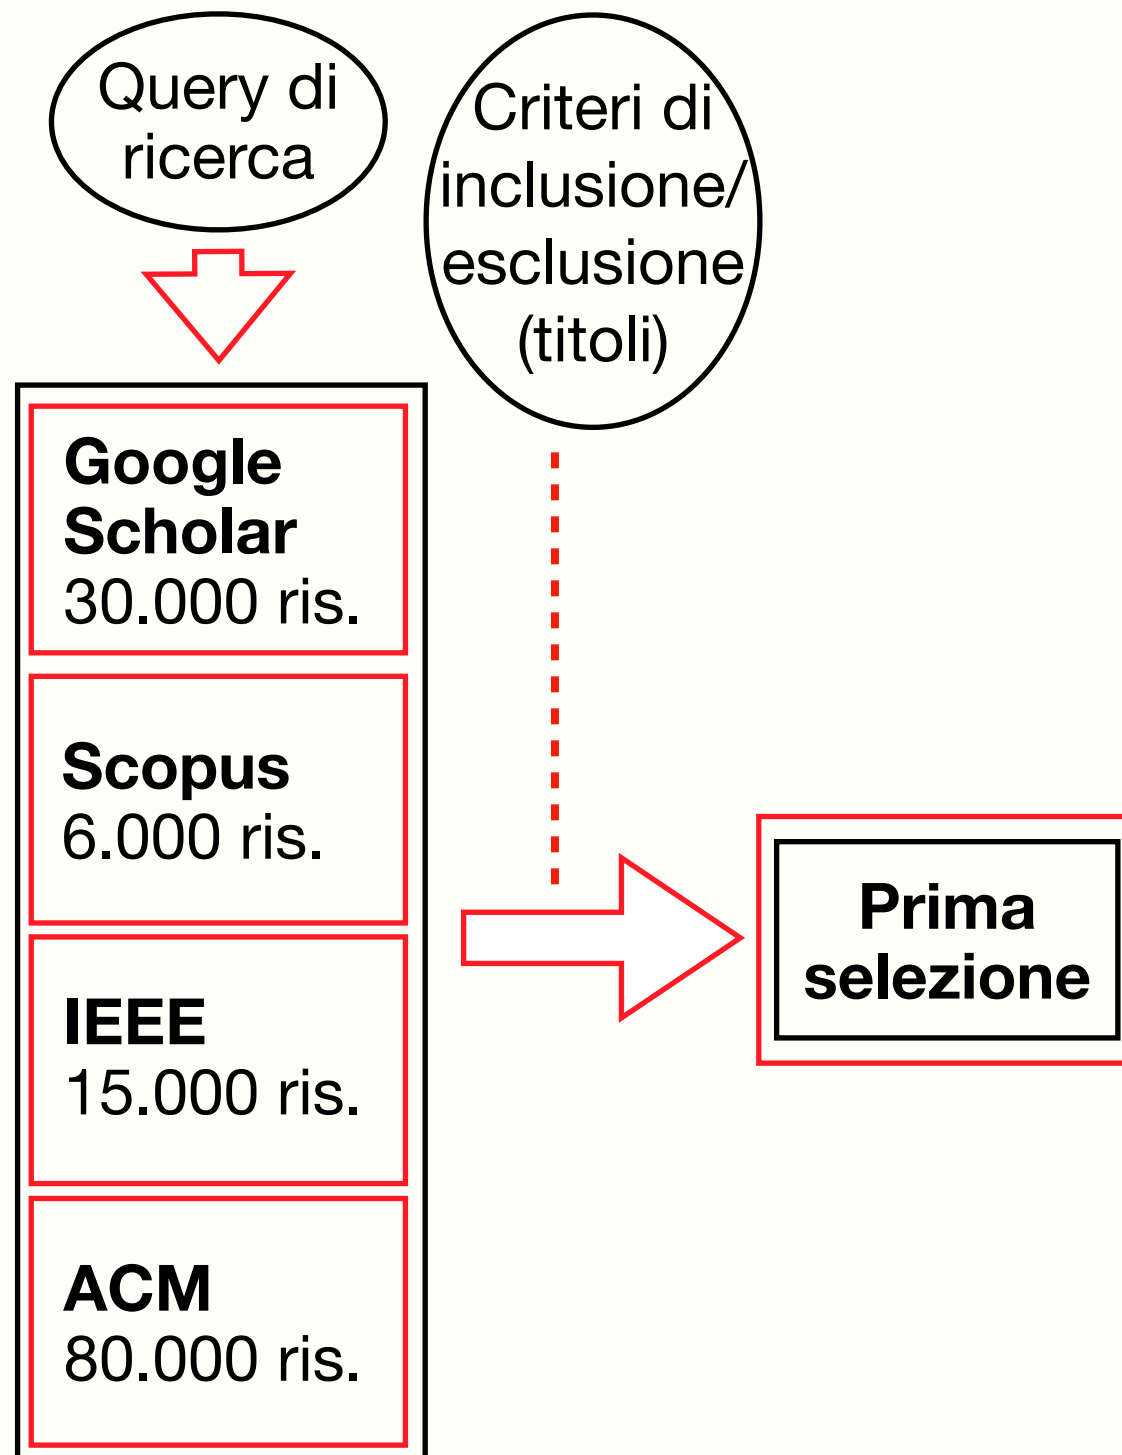 Query di
ricerca
Criteri di
inclusione/
esclusione
(titoli)
Google
Scholar
30.000 ris.
Scopus
6.000 ris.
IEEE
15.000 ris.
ACM
80.000 ris.
Prima
selezione